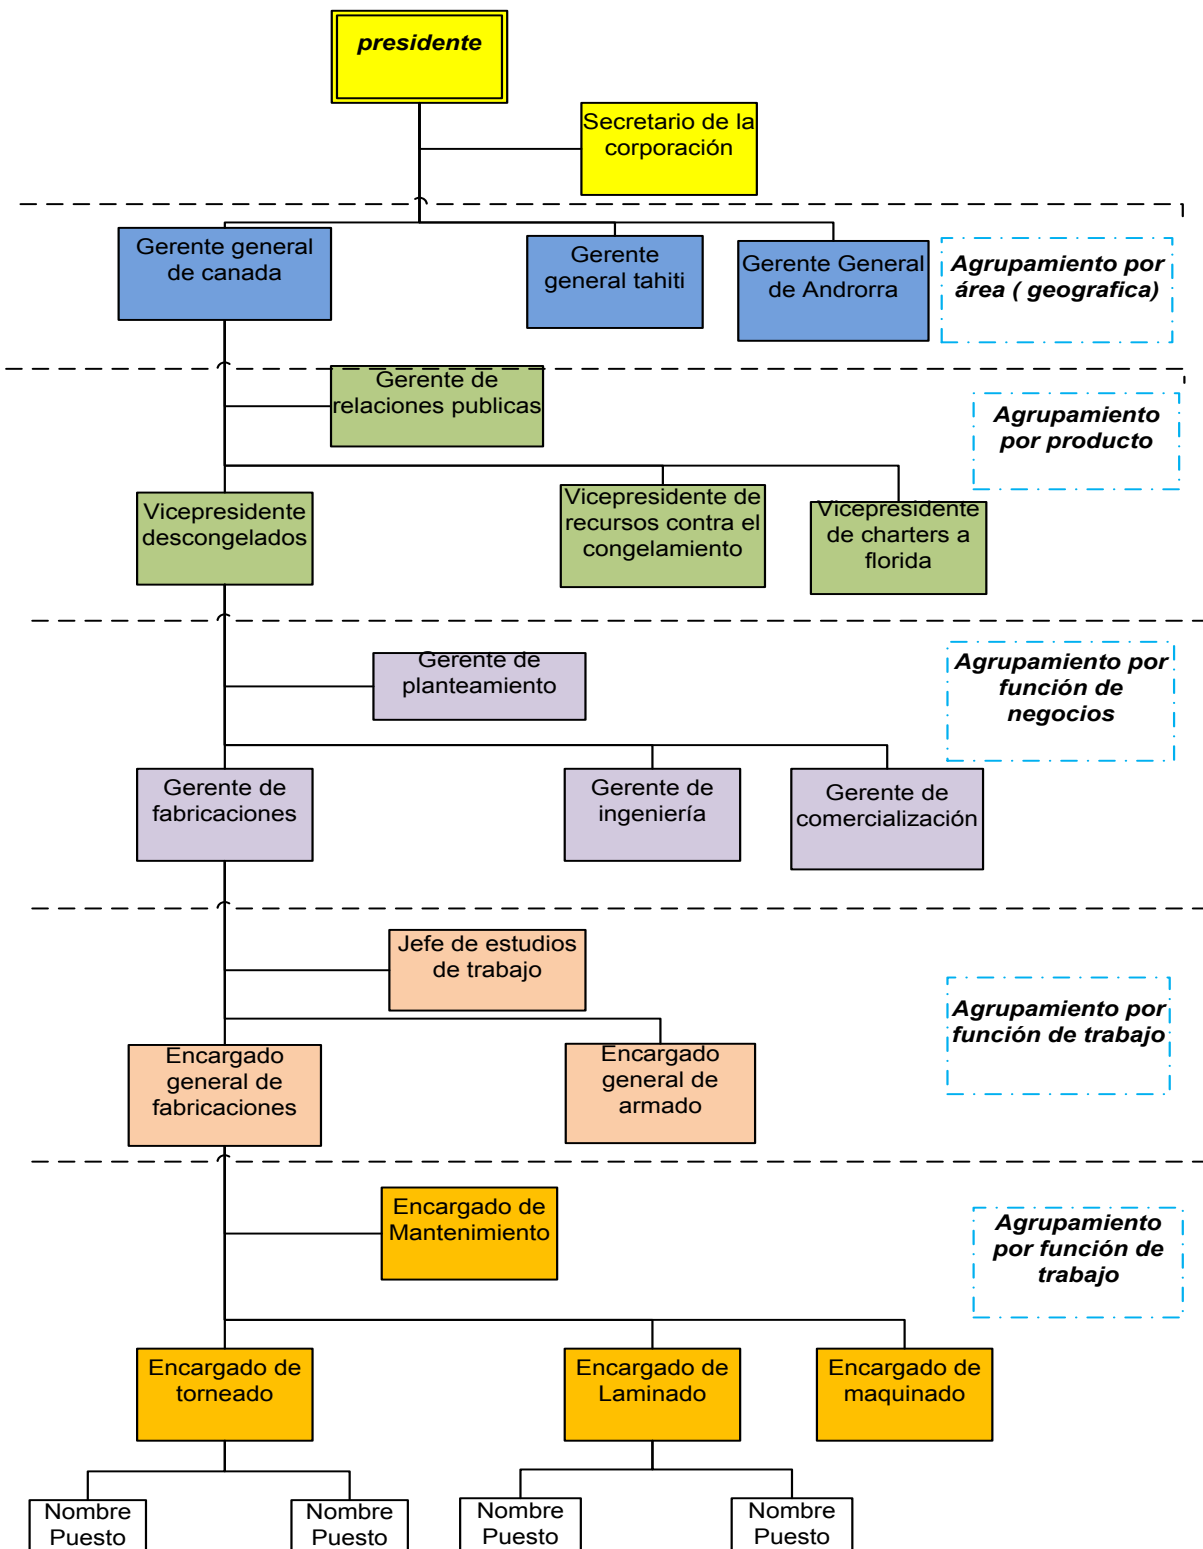 presidente
Secretario de la
corporación
Gerente general
de canada
Gerente
general tahiti
Gerente General
de Androrra
Agrupamiento por
área ( geografica)
Gerente de
relaciones publicas
Agrupamiento
por producto
Vicepresidente
descongelados
Vicepresidente de
recursos contra el
congelamiento
Vicepresidente
de charters a
florida
Gerente de
planteamiento
Agrupamiento por
función de
negocios
Gerente de
fabricaciones
Gerente de
ingeniería
Gerente de
comercialización
Jefe de estudios
de trabajo
Agrupamiento por
función de trabajo
Encargado
general de
fabricaciones
Encargado
general de
armado
Encargado de
Mantenimiento
Agrupamiento
por función de
trabajo
Encargado de
torneado
Encargado de
Laminado
Encargado de
maquinado
Nombre
Puesto
Nombre
Puesto
Nombre
Puesto
Nombre
Puesto